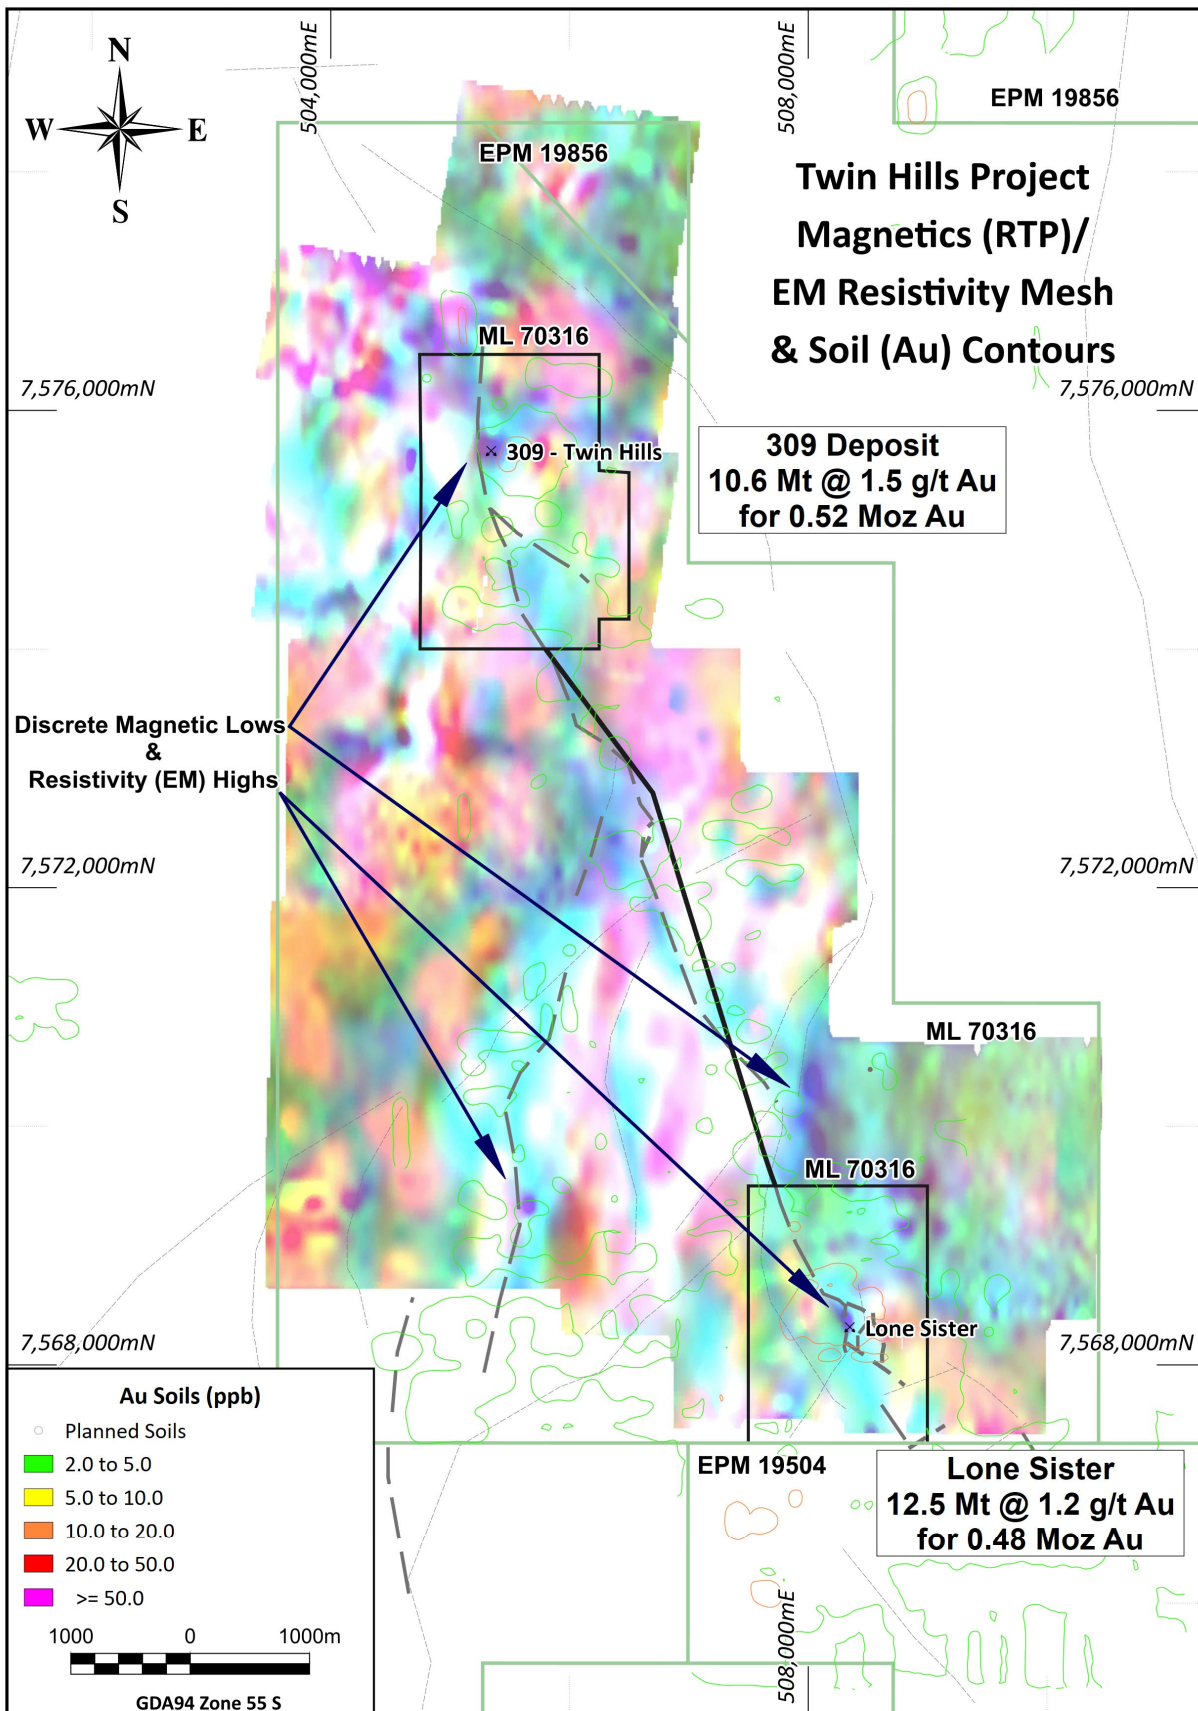 N
W E
S
504,000mE
508,000mE
EPM 19856
EPM 19856
Twin Hills Project
Magnetics (RTP)/
EM Resistivity Mesh
& Soil (Au) Contours
ML 70316
7,576,000mN
7,576,000mN
309 - Twin Hills
309 Deposit
10.6 Mt @ 1.5 g/t Au
for 0.52 Moz Au
Discrete Magnetic Lows
&
Resistivity (EM) Highs
7,572,000mN
7,572,000mN
ML 70316
ML 70316
Lone Sister
7,568,000mN
7,568,000mN
EPM 19504
Lone Sister
12.5 Mt @ 1.2 g/t Au
for 0.48 Moz Au
508,000mE
Au Soils (ppb)
Planned Soils
2.0 to 5.0
5.0 to 10.0
10.0 to 20.0
20.0 to 50.0
>= 50.0
1000 0 1000m
GDA94 Zone 55 S